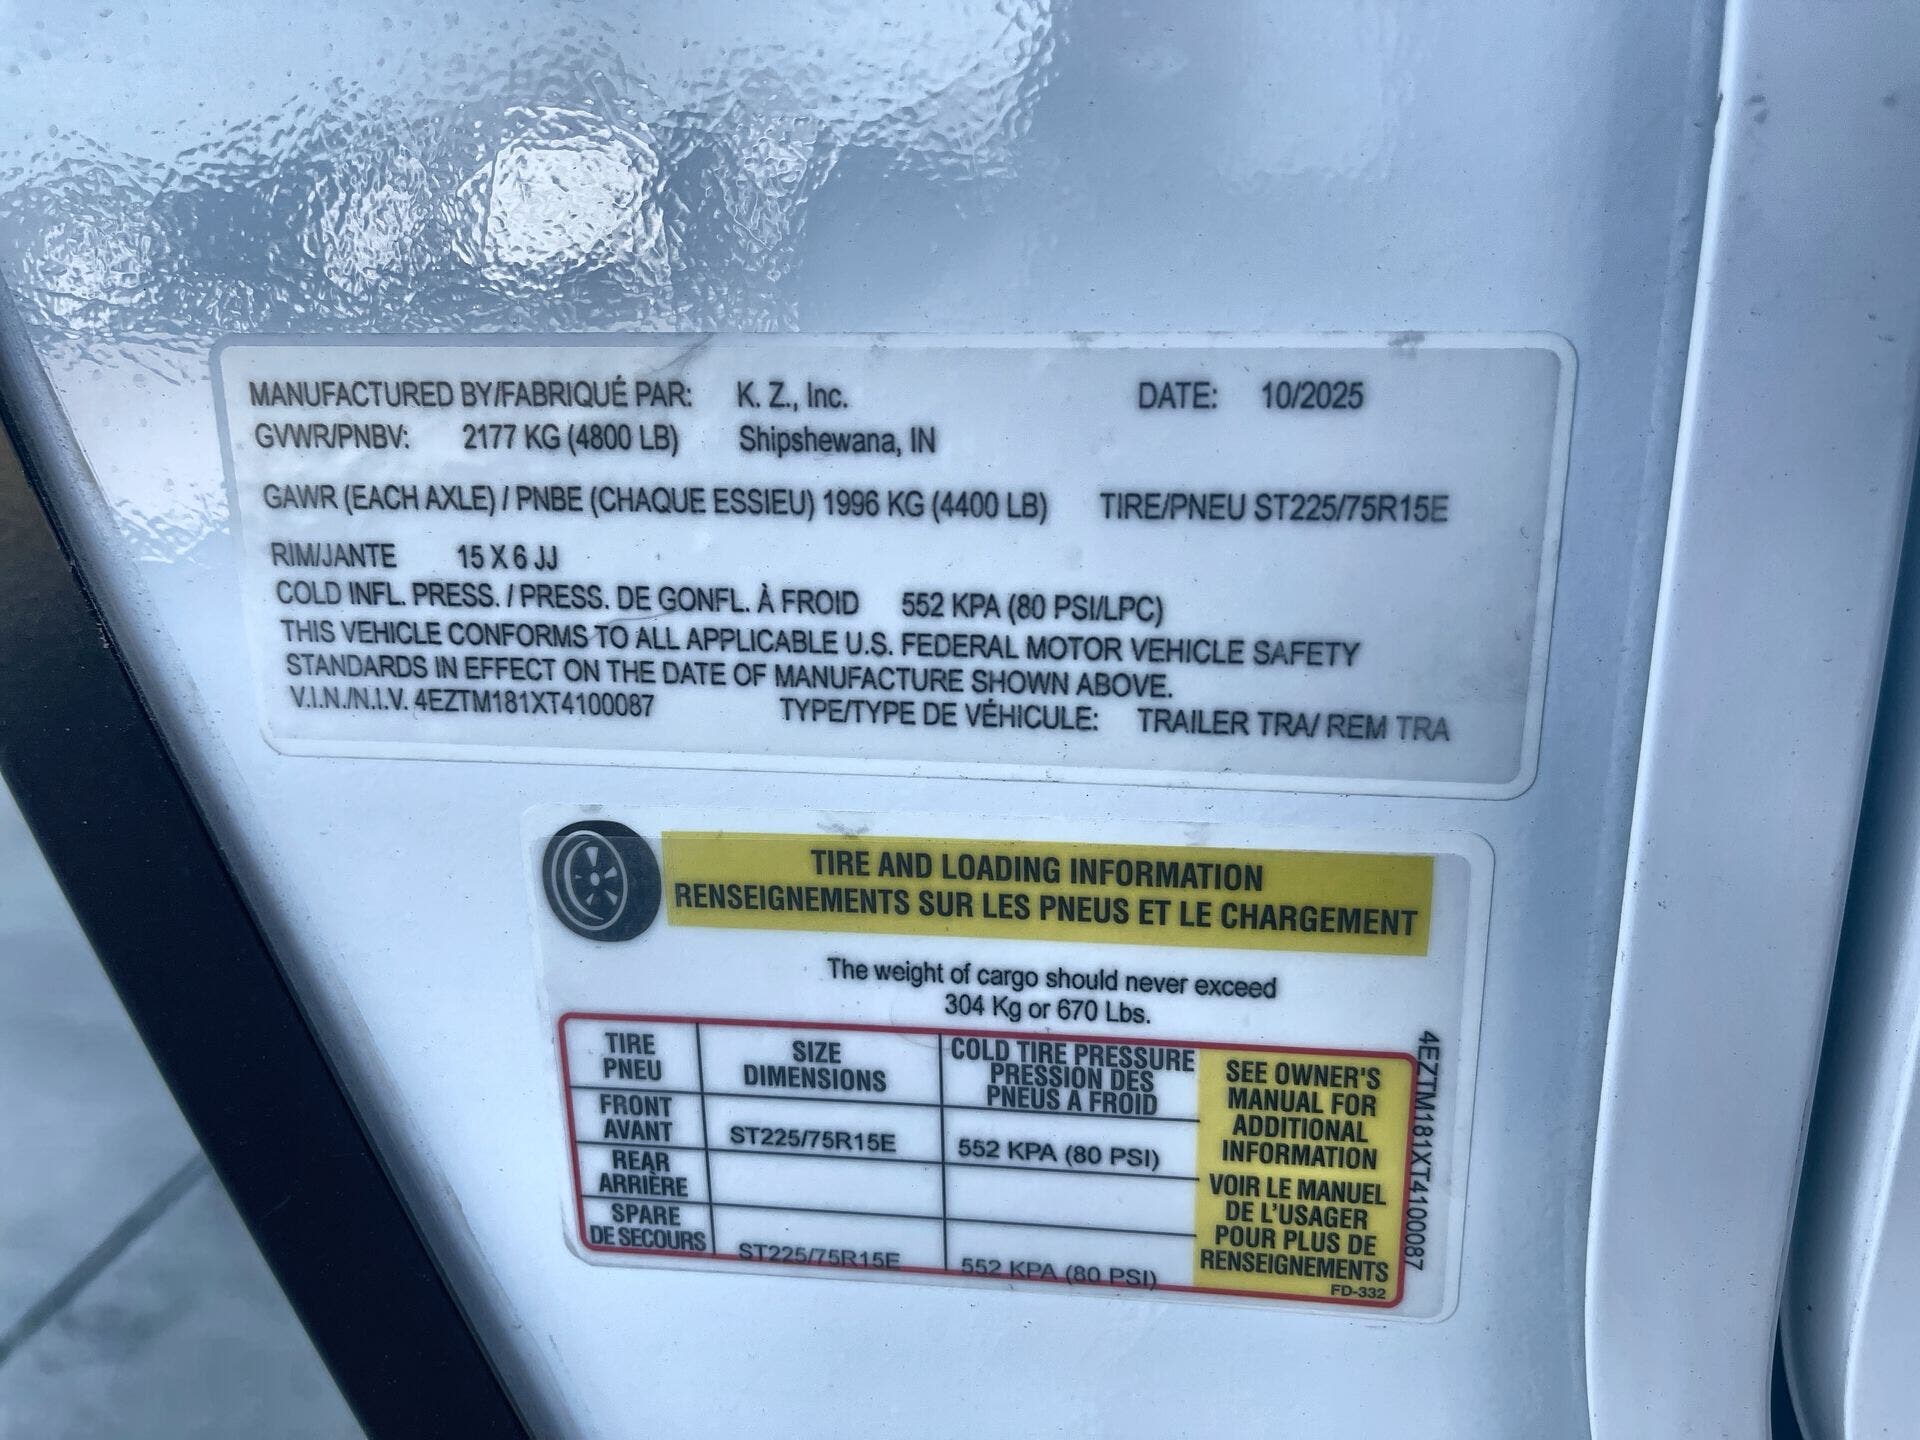 MANUFACTURED BY/FABRIQUÉ PAR: K. Z., Inc. DATE: 10/2025
GVWR/PNBV: 2177 KG (4800 LB) Shipshewana, IN
GAWR (EACH AXLE) / PNBE (CHAQUE ESSIEU) 1996 KG (4400 LB) TIRE/PNEU ST225/75R15E
RIM/JANTE 15 X 6 JJ
COLD INFL. PRESS. / PRESS. DE GONFL. À FROID 552 KPA (80 PSI/LPC)
THIS VEHICLE CONFORMS TO ALL APPLICABLE U.S. FEDERAL MOTOR VEHICLE SAFETY
STANDARDS IN EFFECT ON THE DATE OF MANUFACTURE SHOWN ABOVE.
V.I.N./N.I.V. 4EZTM181XT4100087 TYPE/TYPE DE VÉHICULE: TRAILER TRA/ REM TRA
TIRE AND LOADING INFORMATION
RENSEIGNEMENTS SUR LES PNEUS ET LE CHARGEMENT
The weight of cargo should never exceed
304 Kg or 670 Lbs.
TIRE
PNEU
SIZE
DIMENSIONS
COLD TIRE PRESSURE
PRESSION DES
PNEUS A FROID
FRONT
AVANT
ST225/75R15E
552 KPA (80 PSI)
REAR
ARRIÈRE
SPARE
DE SECOURS
ST225/75R15E
552 KPA (80 PSI)
SEE OWNER'S
MANUAL FOR
ADDITIONAL
INFORMATION
VOIR LE MANUEL
DE L'USAGER
POUR PLUS DE
RENSEIGNEMENTS
FD-332
4EZTM181XT4100087